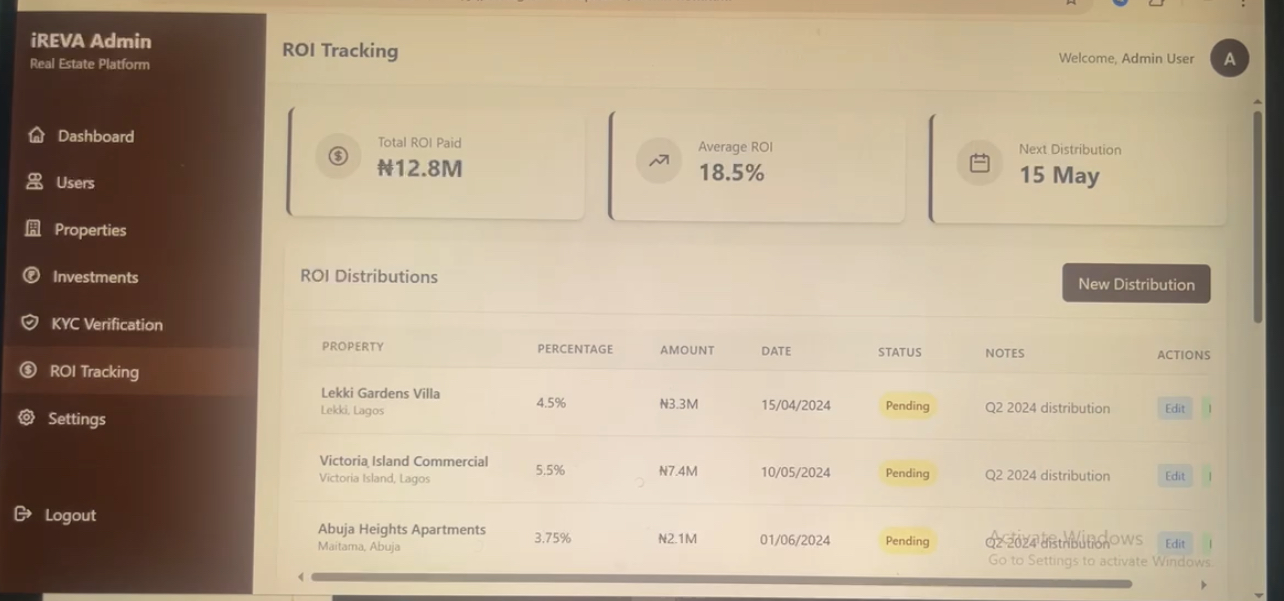 iREVA Admin
Real Estate Platform
Dashboard
Users
Properties
Investments
KYC Verification
ROI Tracking
Settings
Logout
ROI Tracking
Welcome, Admin User
A
Total ROI Paid
₦12.8M
Average ROI
18.5%
Next Distribution
15 May
ROI Distributions
New Distribution
PROPERTY PERCENTAGE AMOUNT DATE STATUS NOTES ACTIONS
Lekki Gardens Villa
Lekki, Lagos
4.5% ₦3.3M 15/04/2024 Pending Q2 2024 distribution Edit
Victoria Island Commercial
Victoria Island, Lagos
5.5% ₦7.4M 10/05/2024 Pending Q2 2024 distribution Edit
Abuja Heights Apartments
Maitama, Abuja
3.75% ₦2.1M 01/06/2024 Pending Q2 2024 distribution Edit
Activate Windows
Go to Settings to activate Windows.